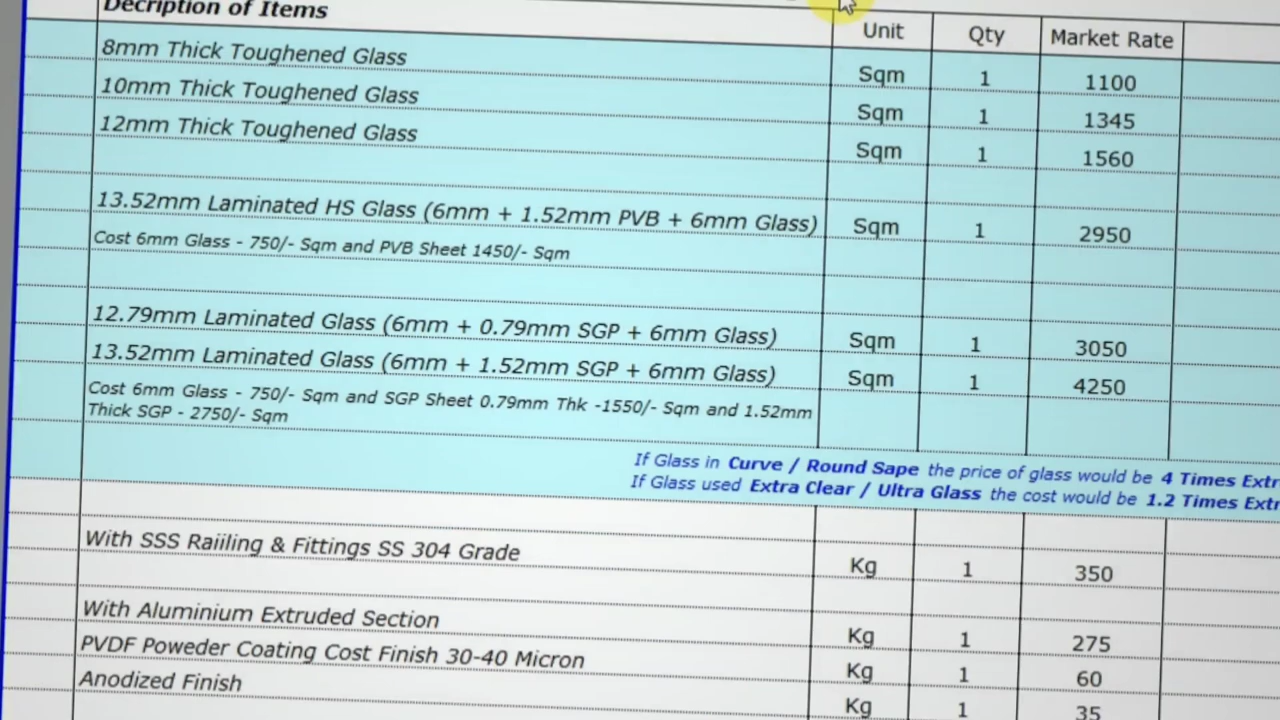 Decription of Items Unit Qty Market Rate
8mm Thick Toughened Glass Sqm 1 1100
10mm Thick Toughened Glass Sqm 1 1345
12mm Thick Toughened Glass Sqm 1 1560
13.52mm Laminated HS Glass (6mm + 1.52mm PVB + 6mm Glass) Sqm 1 2950
Cost 6mm Glass - 750/- Sqm and PVB Sheet 1450/- Sqm
12.79mm Laminated Glass (6mm + 0.79mm SGP + 6mm Glass) Sqm 1 3050
13.52mm Laminated Glass (6mm + 1.52mm SGP + 6mm Glass) Sqm 1 4250
Cost 6mm Glass - 750/- Sqm and SGP Sheet 0.79mm Thk -1550/- Sqm and 1.52mm
Thick SGP - 2750/- Sqm
If Glass in Curve / Round Sape the price of glass would be 4 Times Extr
If Glass used Extra Clear / Ultra Glass the cost would be 1.2 Times Extr
With SSS Raiiling & Fittings SS 304 Grade Kg 1 350
With Aluminium Extruded Section Kg 1 275
PVDF Poweder Coating Cost Finish 30-40 Micron Kg 1 60
Anodized Finish Kg 1 35